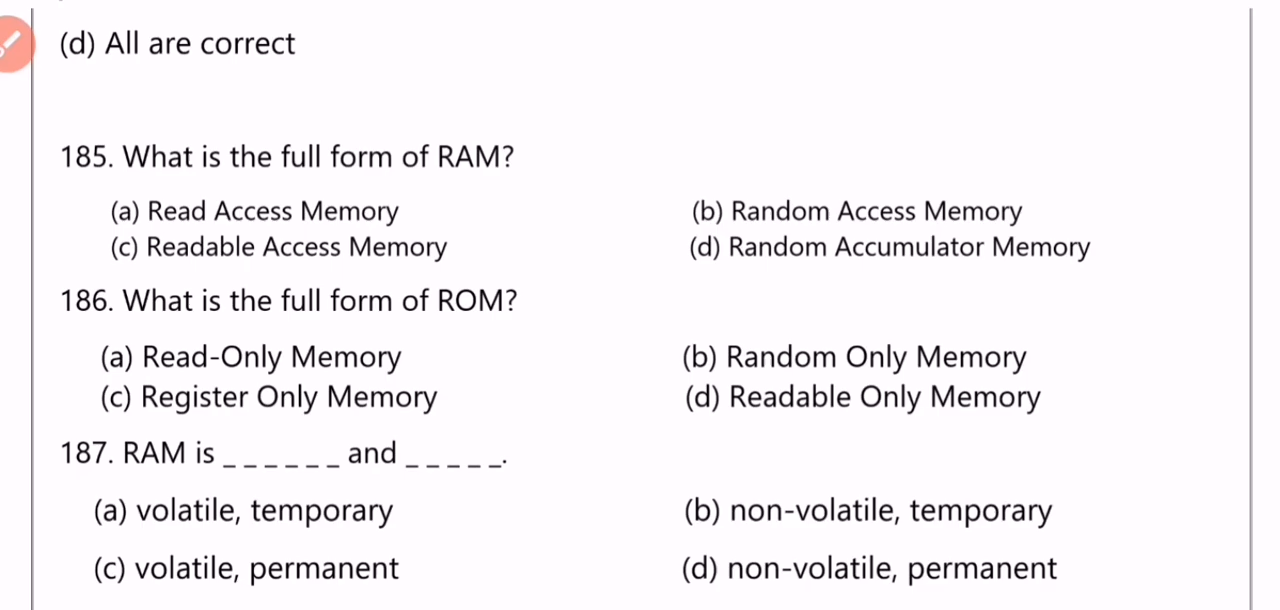 (d) All are correct
185. What is the full form of RAM?
(a) Read Access Memory (b) Random Access Memory
(c) Readable Access Memory (d) Random Accumulator Memory
186. What is the full form of ROM?
(a) Read-Only Memory (b) Random Only Memory
(c) Register Only Memory (d) Readable Only Memory
187. RAM is _ _ _ _ _ _ and _ _ _ _ _.
(a) volatile, temporary (b) non-volatile, temporary
(c) volatile, permanent (d) non-volatile, permanent